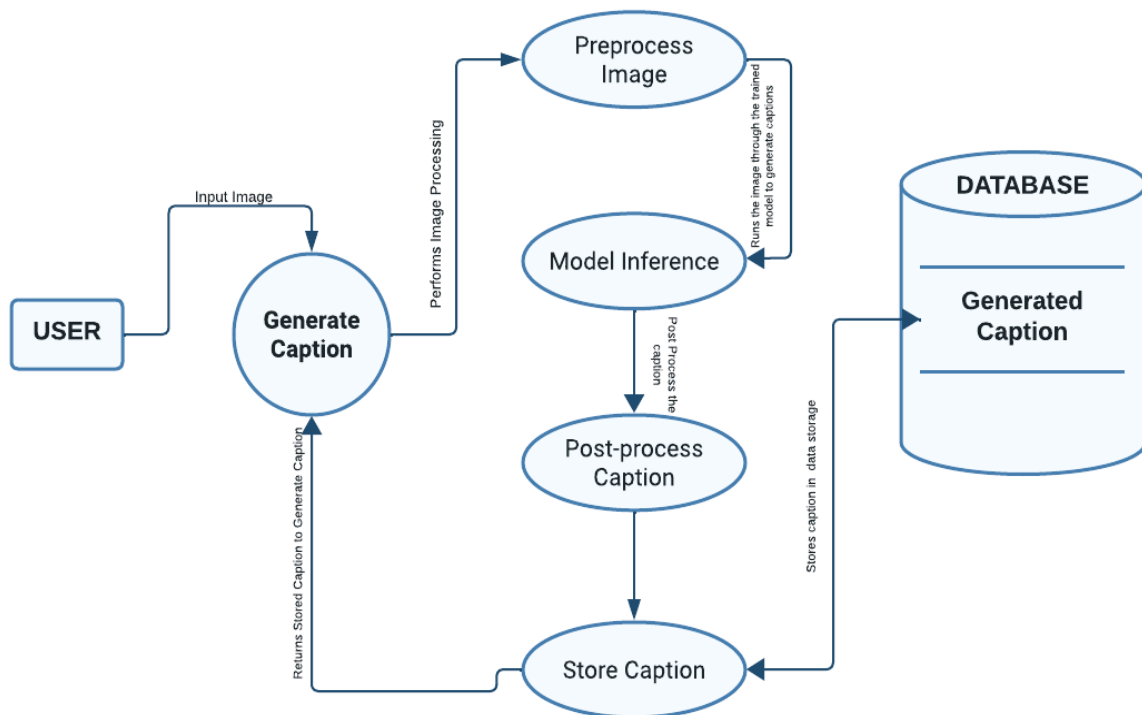 Preprocess
Image
Performs Image Processing
Runs the image through the trained
model to generate captions
DATABASE
Input Image
Model Inference
USER
Generate
Caption
Generated
Caption
Post Process the
caption
Post-process
Caption
Stores caption in data storage
Returns Stored Caption to Generate Caption
Store Caption